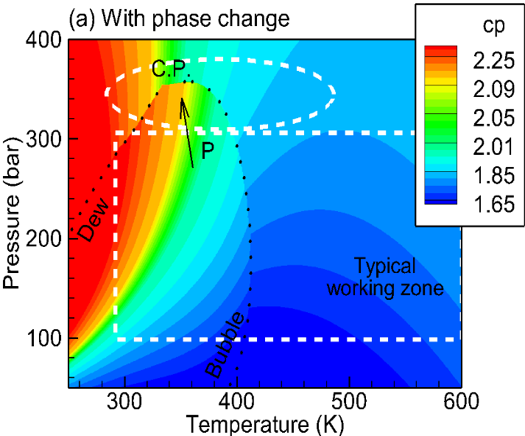 (a) With phase change
cp
2.25
2.09
2.05
2.01
1.85
1.65
400
300
200
100
Pressure (bar)
C.P
P
Dew
Bubble
Typical
working zone
300
400
500
600
Temperature (K)